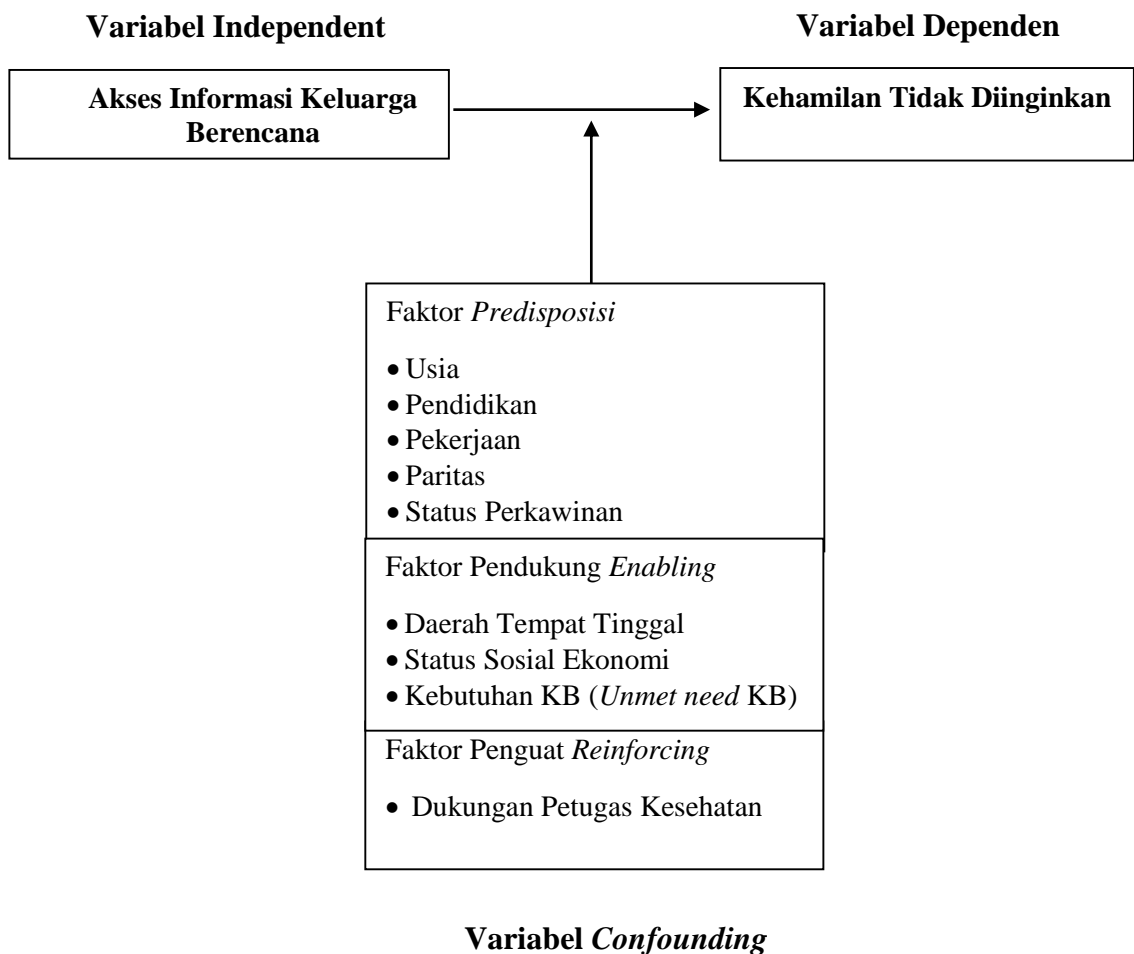 Variabel Independent
Variabel Dependen
Akses Informasi Keluarga
Berencana
Kehamilan Tidak Diinginkan
Faktor Predisposisi
• Usia
• Pendidikan
• Pekerjaan
• Paritas
• Status Perkawinan
Faktor Pendukung Enabling
• Daerah Tempat Tinggal
• Status Sosial Ekonomi
• Kebutuhan KB (Unmet need KB)
Faktor Penguat Reinforcing
• Dukungan Petugas Kesehatan
Variabel Confounding